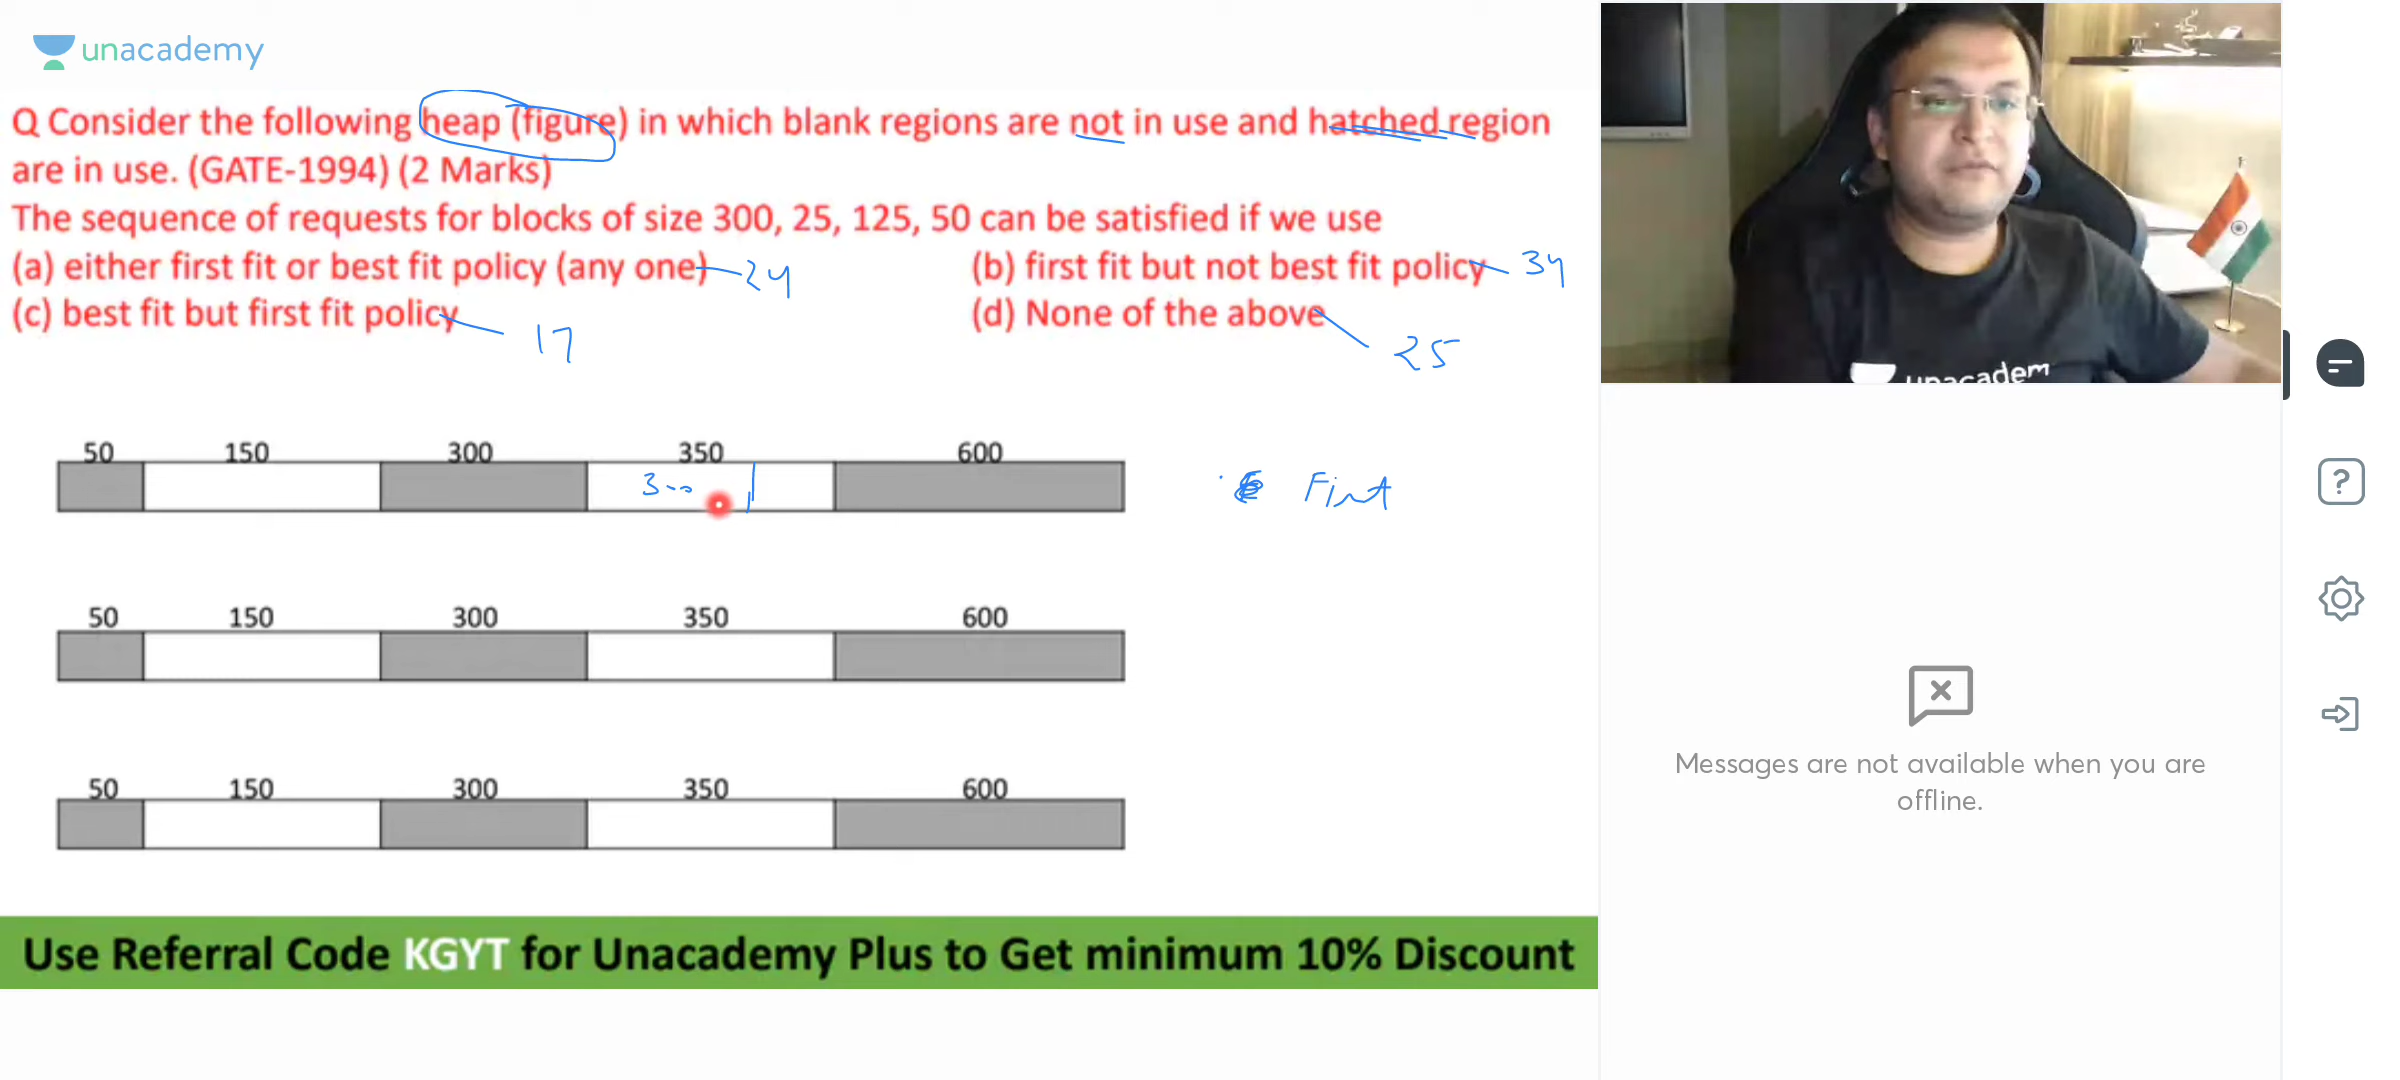 unacademy
Q Consider the following heap (figure) in which blank regions are not in use and hatched region
are in use. (GATE-1994) (2 Marks)
The sequence of requests for blocks of size 300, 25, 125, 50 can be satisfied if we use
(a) either first fit or best fit policy (any one) 24
(b) first fit but not best fit policy 34
(c) best fit but first fit policy 17
(d) None of the above 25
50 150 300 350 600
300 First
50 150 300 350 600
50 150 300 350 600
Use Referral Code KGYT for Unacademy Plus to Get minimum 10% Discount
unacadem
Messages are not available when you are
offline.